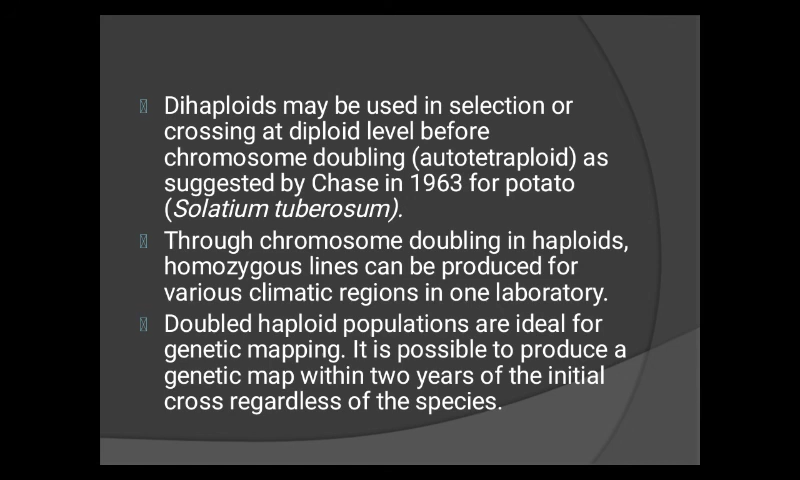 Dihaploids may be used in selection or
crossing at diploid level before
chromosome doubling (autotetraploid) as
suggested by Chase in 1963 for potato
(Solatium tuberosum).
Through chromosome doubling in haploids,
homozygous lines can be produced for
various climatic regions in one laboratory.
Doubled haploid populations are ideal for
genetic mapping. It is possible to produce a
genetic map within two years of the initial
cross regardless of the species.